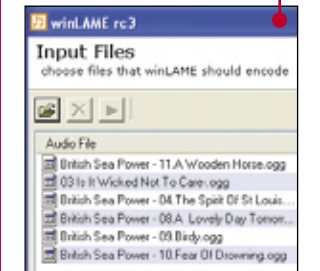 winLAME rc3
Input Files
choose files that winLAME should encode
Audio File
British Sea Power - 11.A Wooden Horse.ogg
03 Is It Wicked Not To Care-.ogg
British Sea Power - 04.The Spirit Of St Louis...
British Sea Power - 08.A Lovely Day Tomorr...
British Sea Power - 09.Birdy.ogg
British Sea Power - 10.Fear Of Drowning.ogg